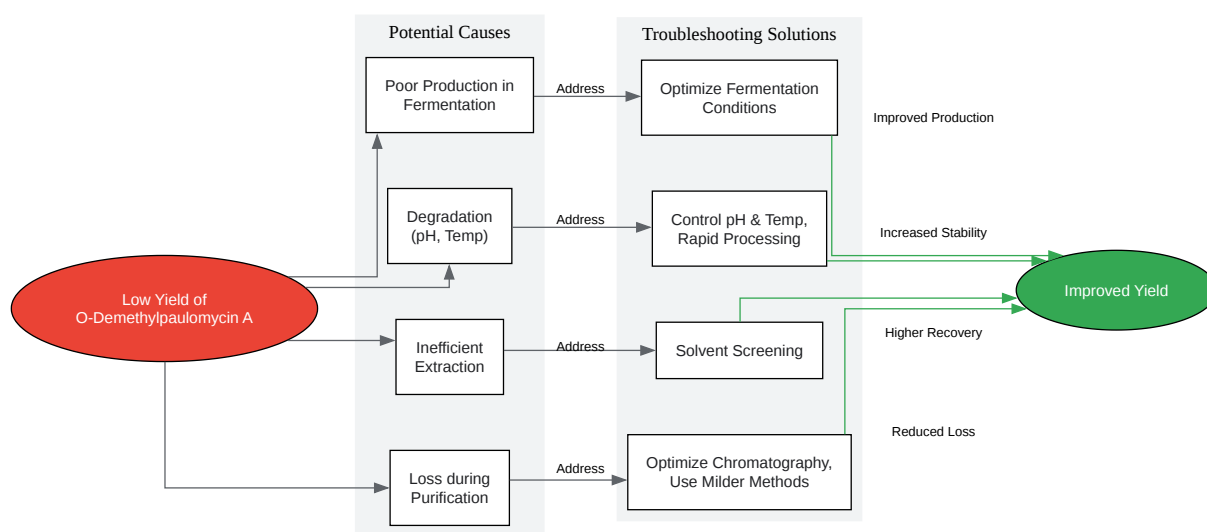 Potential Causes
Troubleshooting Solutions
Poor Production in
Fermentation
Address
Optimize Fermentation
Conditions
Improved Production
Degradation
(pH, Temp)
Address
Control pH & Temp,
Rapid Processing
Increased Stability
Low Yield of
O-Demethylpaulomycin A
Improved Yield
Inefficient
Extraction
Address
Solvent Screening
Higher Recovery
Loss during
Purification
Address
Optimize Chromatography,
Use Milder Methods
Reduced Loss